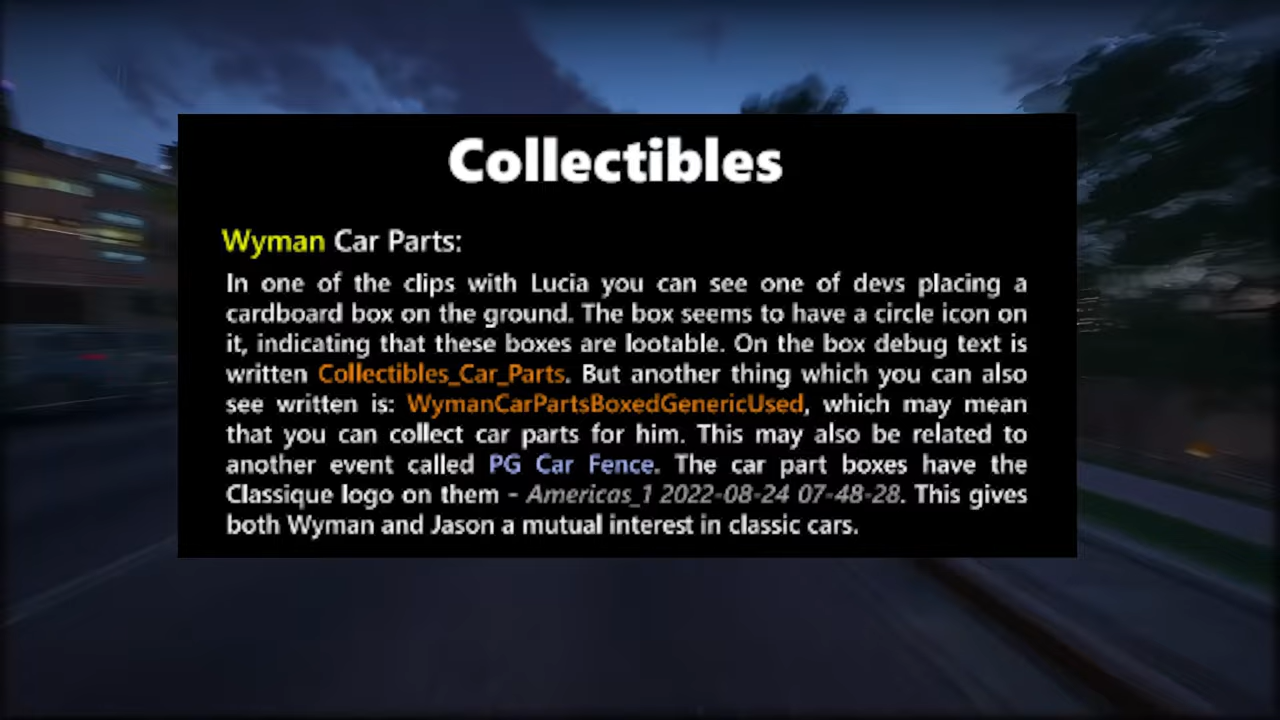 Collectibles
Wyman Car Parts:
In one of the clips with Lucia you can see one of devs placing a
cardboard box on the ground. The box seems to have a circle icon on
it, indicating that these boxes are lootable. On the box debug text is
written Collectibles_Car_Parts. But another thing which you can also
see written is: WymanCarPartsBoxedGenericUsed, which may mean
that you can collect car parts for him. This may also be related to
another event called PG Car Fence. The car part boxes have the
Classique logo on them - Americas_1 2022-08-24 07-48-28. This gives
both Wyman and Jason a mutual interest in classic cars.